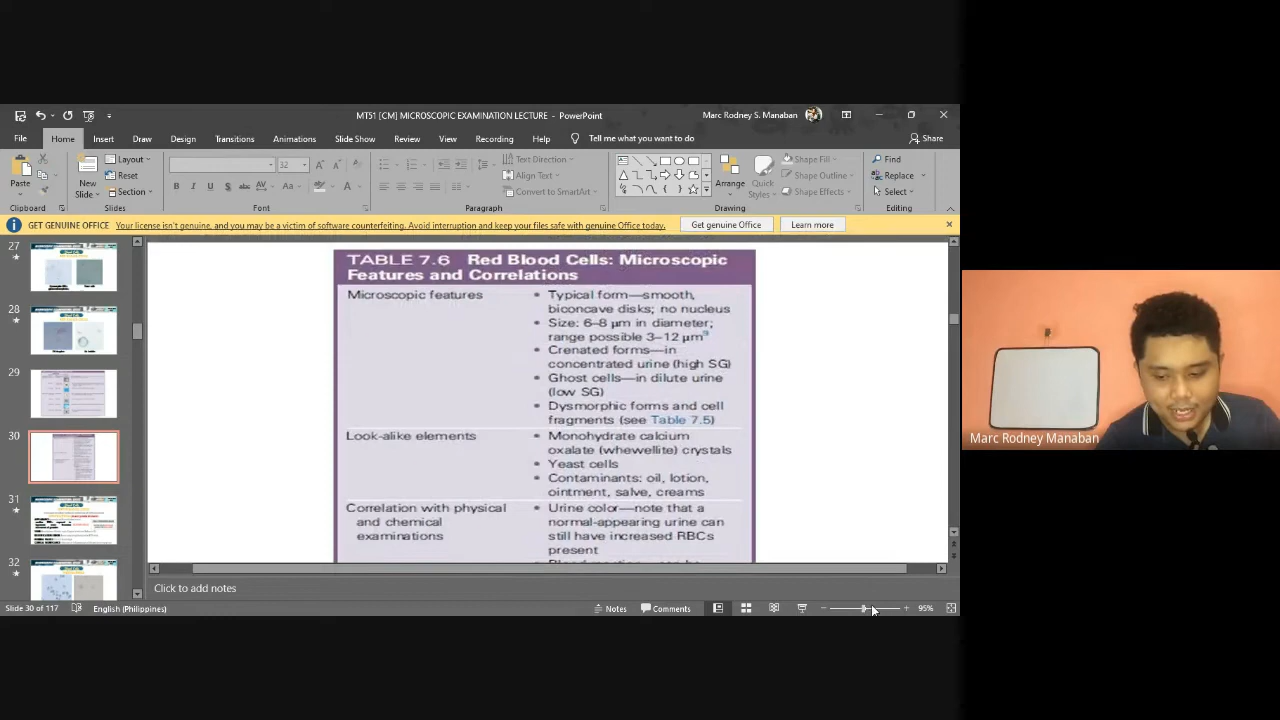 MT51 [CM] MICROSCOPIC EXAMINATION LECTURE - PowerPoint
Marc Rodney S. Manaban
File Home Insert Draw Design Transitions Animations Slide Show Review View Recording Help Tell me what you want to do Share
Paste
New
Slide
Layout
Reset
Section
32
Text Direction
Align Text
Convert to SmartArt
Arrange
Quick
Styles
Shape Fill
Shape Outline
Shape Effects
Find
Replace
Select
Clipboard Slides Font Paragraph Drawing Editing
GET GENUINE OFFICE Your license isn't genuine, and you may be a victim of software counterfeiting. Avoid interruption and keep your files safe with genuine Office today. Get genuine Office Learn more
27
28
29
30
31
32
TABLE 7.6 Red Blood Cells: Microscopic
Features and Correlations
Microscopic features
• Typical form—smooth,
biconcave disks; no nucleus
• Size: 6–8 µm in diameter;
range possible 3–12 µm
• Crenated forms—in
concentrated urine (high SG)
• Ghost cells—in dilute urine
(low SG)
• Dysmorphic forms and cell
fragments (see Table 7.5)
Look-alike elements
• Monohydrate calcium
oxalate (whewellite) crystals
• Yeast cells
• Contaminants: oil, lotion,
ointment, salve, creams
Correlation with physical
and chemical
examinations
• Urine color—note that a
normal-appearing urine can
still have increased RBCs
present
Click to add notes
Slide 30 of 117 English (Philippines) Notes Comments 95%
Marc Rodney Manaban